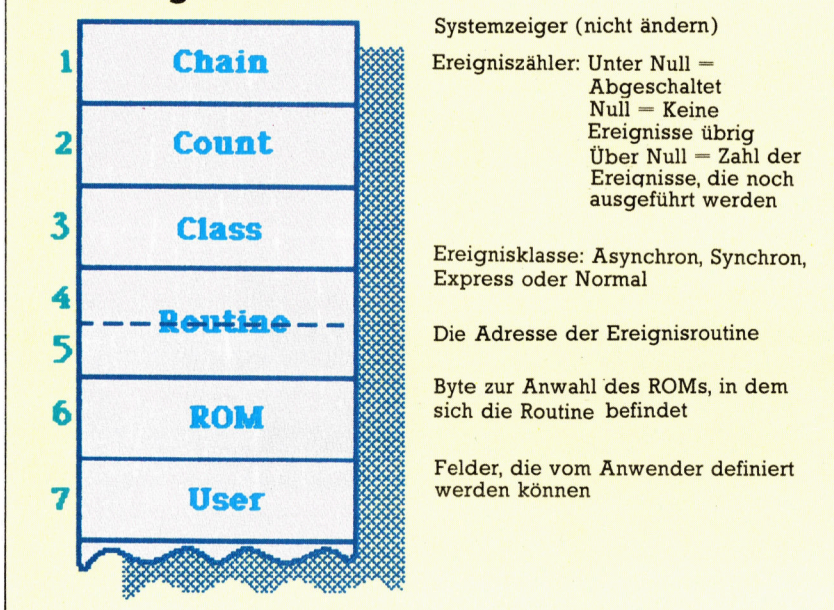 1 Chain
2 Count
3 Class
4
Routine
5
6 ROM
7 User
Systemzeiger (nicht ändern)
Ereigniszähler: Unter Null =
Abgeschaltet
Null = Keine
Ereignisse übrig
Über Null = Zahl der
Ereignisse, die noch
ausgeführt werden
Ereignisklasse: Asynchron, Synchron,
Express oder Normal
Die Adresse der Ereignisroutine
Byte zur Anwahl des ROMs, in dem
sich die Routine befindet
Felder, die vom Anwender definiert
werden können